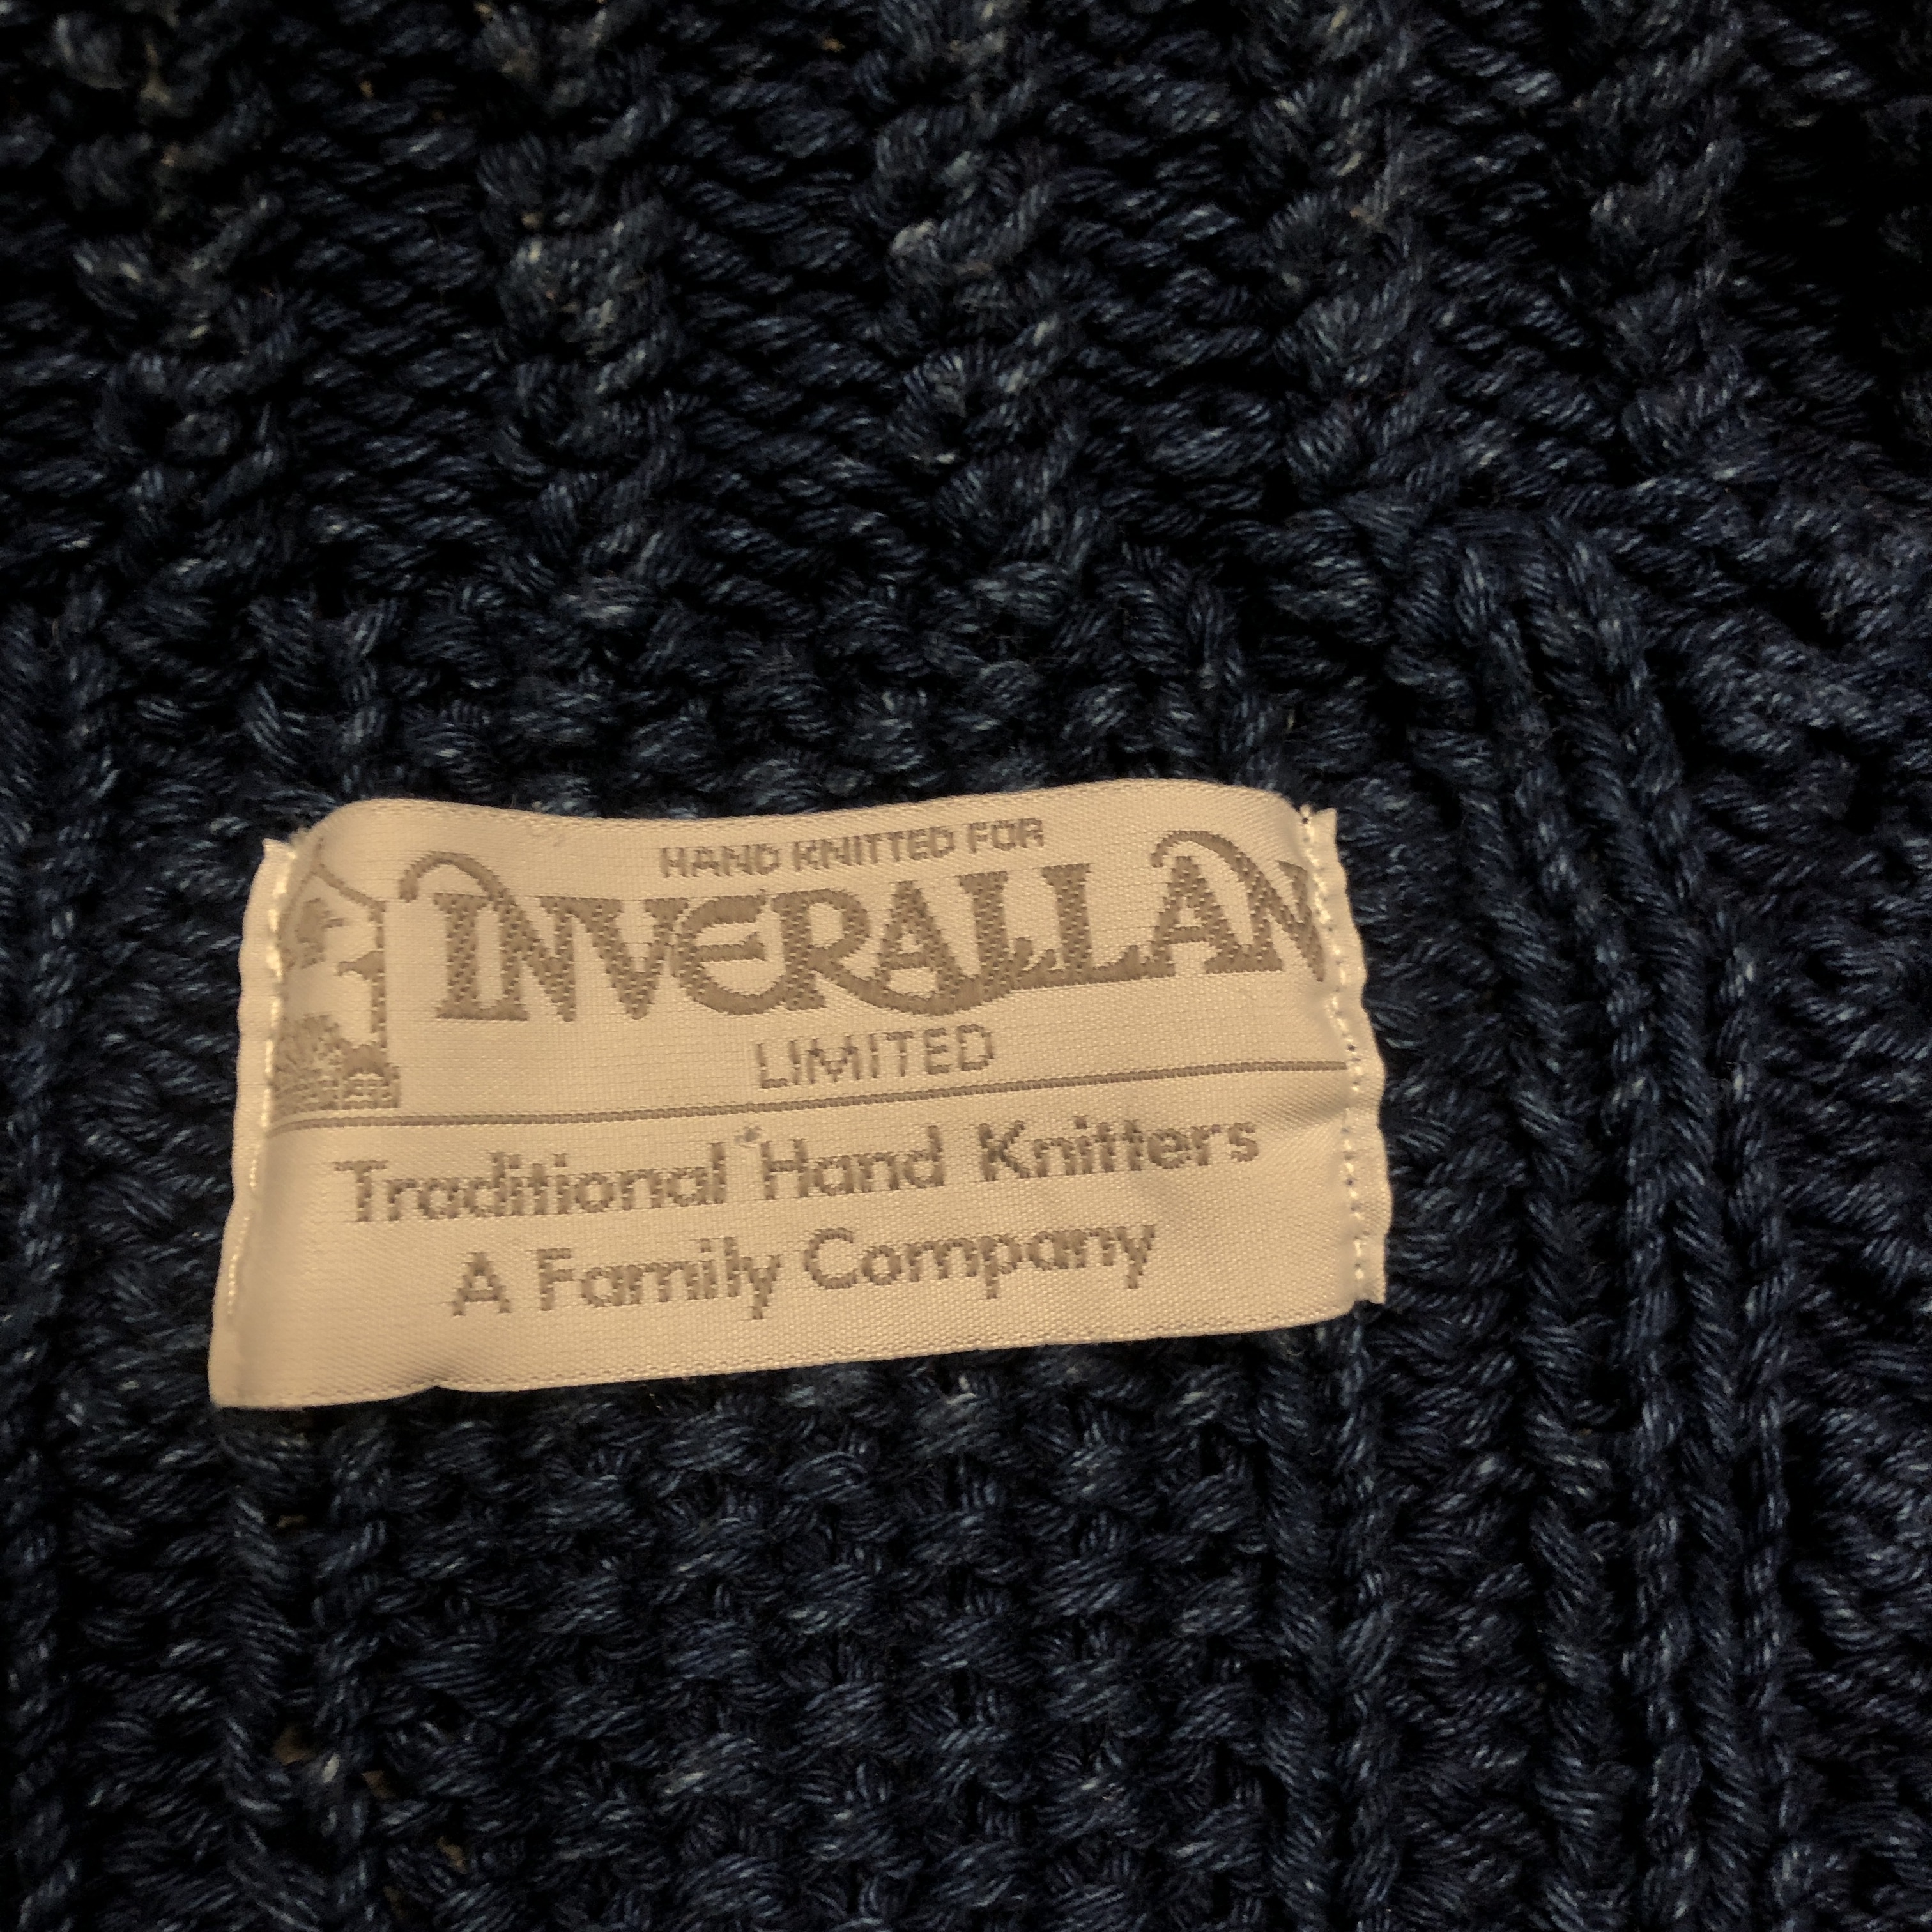 HAND KNITTED FOR
INVERALLAN
LIMITED
Traditional Hand Knitters
A Family Company